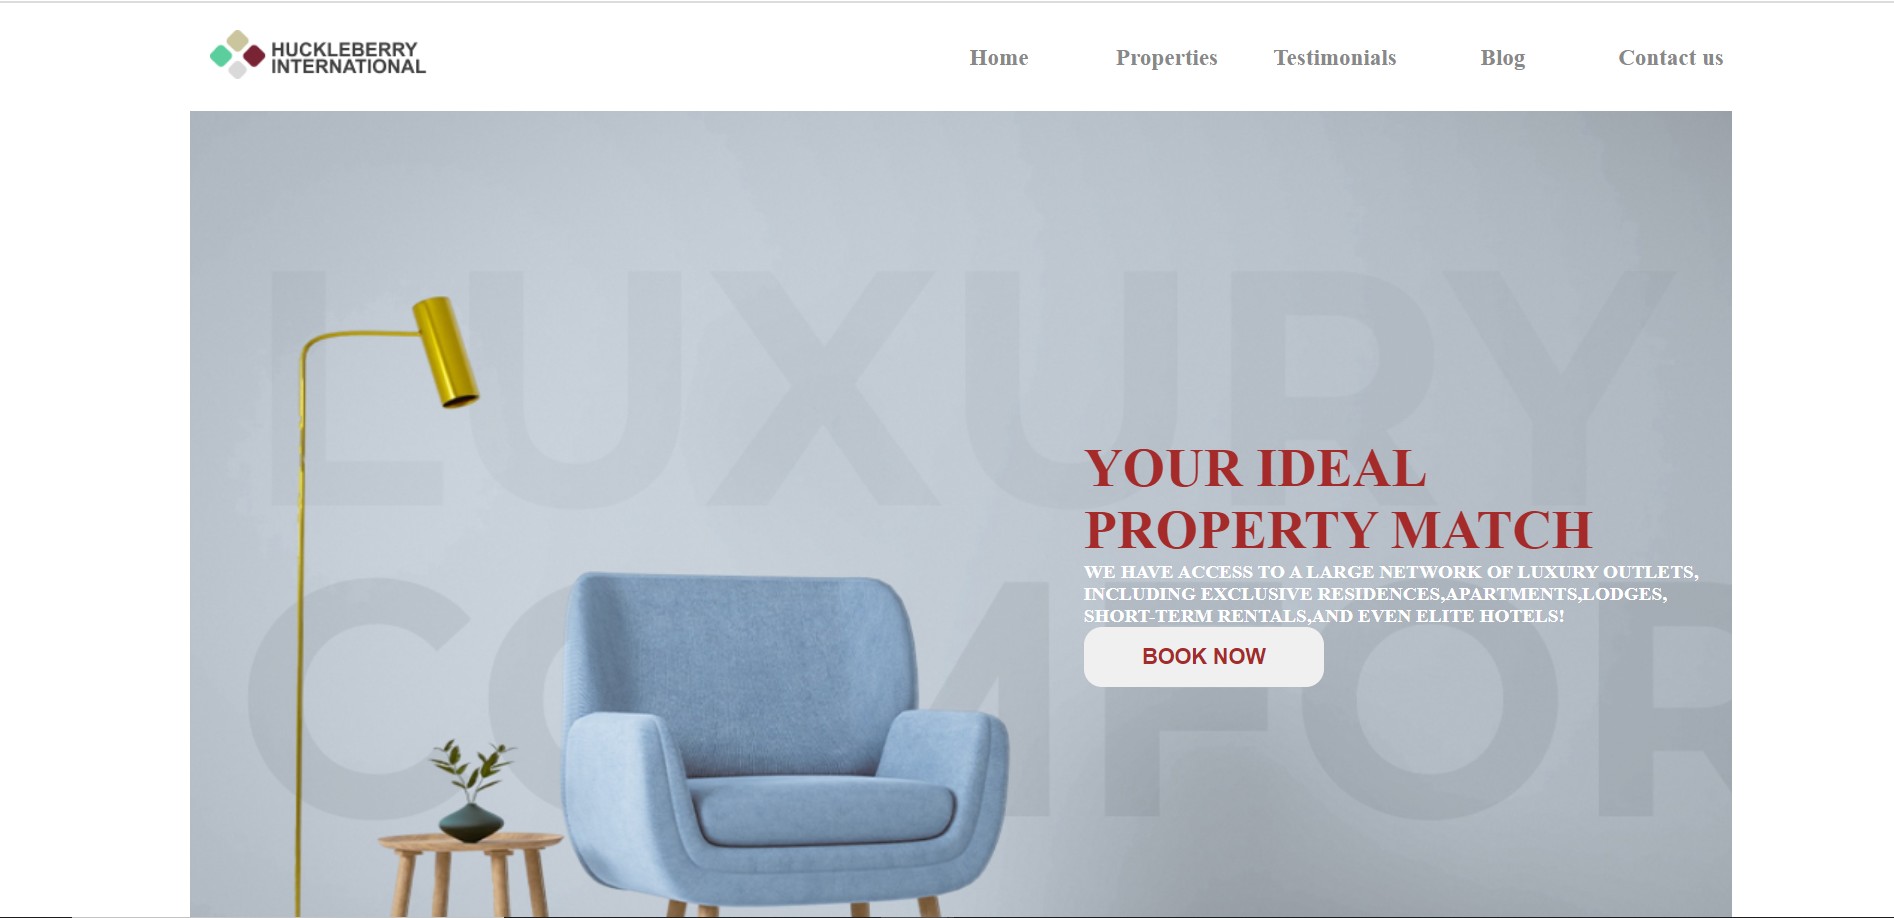 HUCKLEBERRY
INTERNATIONAL
Home Properties Testimonials Blog Contact us
LUXURY
YOUR IDEAL
PROPERTY MATCH
WE HAVE ACCESS TO A LARGE NETWORK OF LUXURY OUTLETS,
INCLUDING EXCLUSIVE RESIDENCES,APARTMENTS,LODGES,
SHORT-TERM RENTALS,AND EVEN ELITE HOTELS!
COMFOR
BOOK NOW